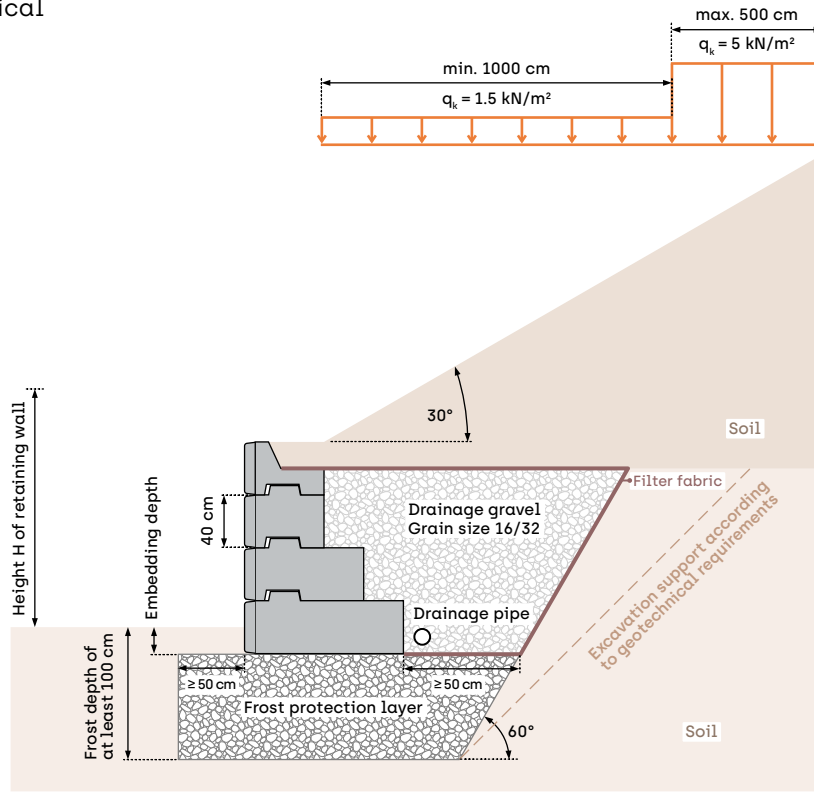 ical
max. 500 cm
qₖ = 5 kN/m²
min. 1000 cm
qₖ = 1.5 kN/m²
30°
Soil
Height H of retaining wall
Embedding depth
40 cm
Filter fabric
Drainage gravel
Grain size 16/32
Excavation support according
to geotechnical requirements
Drainage pipe
Frost depth of
at least 100 cm
≥ 50 cm
≥ 50 cm
Frost protection layer
60°
Soil